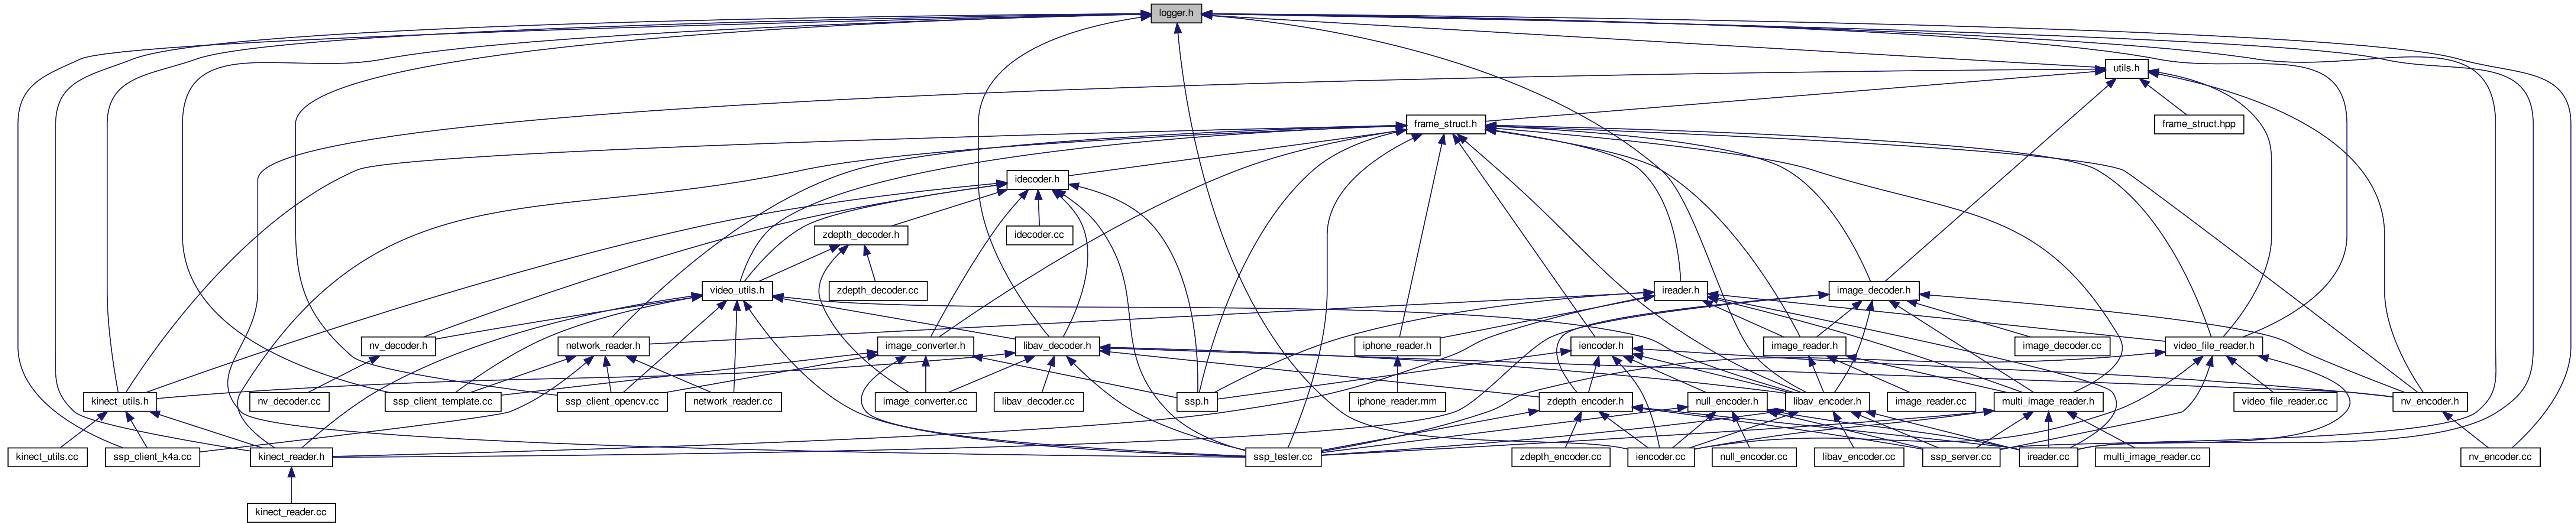 logger.h
utils.h
frame_struct.h
frame_struct.hpp
idecoder.h
zdepth_decoder.h
idecoder.cc
video_utils.h
zdepth_decoder.cc
ireader.h
image_decoder.h
nv_decoder.h
network_reader.h
image_converter.h
libav_decoder.h
iphone_reader.h
iencoder.h
image_reader.h
image_decoder.cc
video_file_reader.h
kinect_utils.h
nv_decoder.cc
ssp_client_template.cc
ssp_client_opencv.cc
network_reader.cc
image_converter.cc
libav_decoder.cc
ssp.h
iphone_reader.mm
zdepth_encoder.h
null_encoder.h
libav_encoder.h
image_reader.cc
multi_image_reader.h
video_file_reader.cc
nv_encoder.h
kinect_utils.cc
ssp_client_k4a.cc
kinect_reader.h
ssp_tester.cc
zdepth_encoder.cc
iencoder.cc
null_encoder.cc
libav_encoder.cc
ssp_server.cc
ireader.cc
multi_image_reader.cc
nv_encoder.cc
kinect_reader.cc